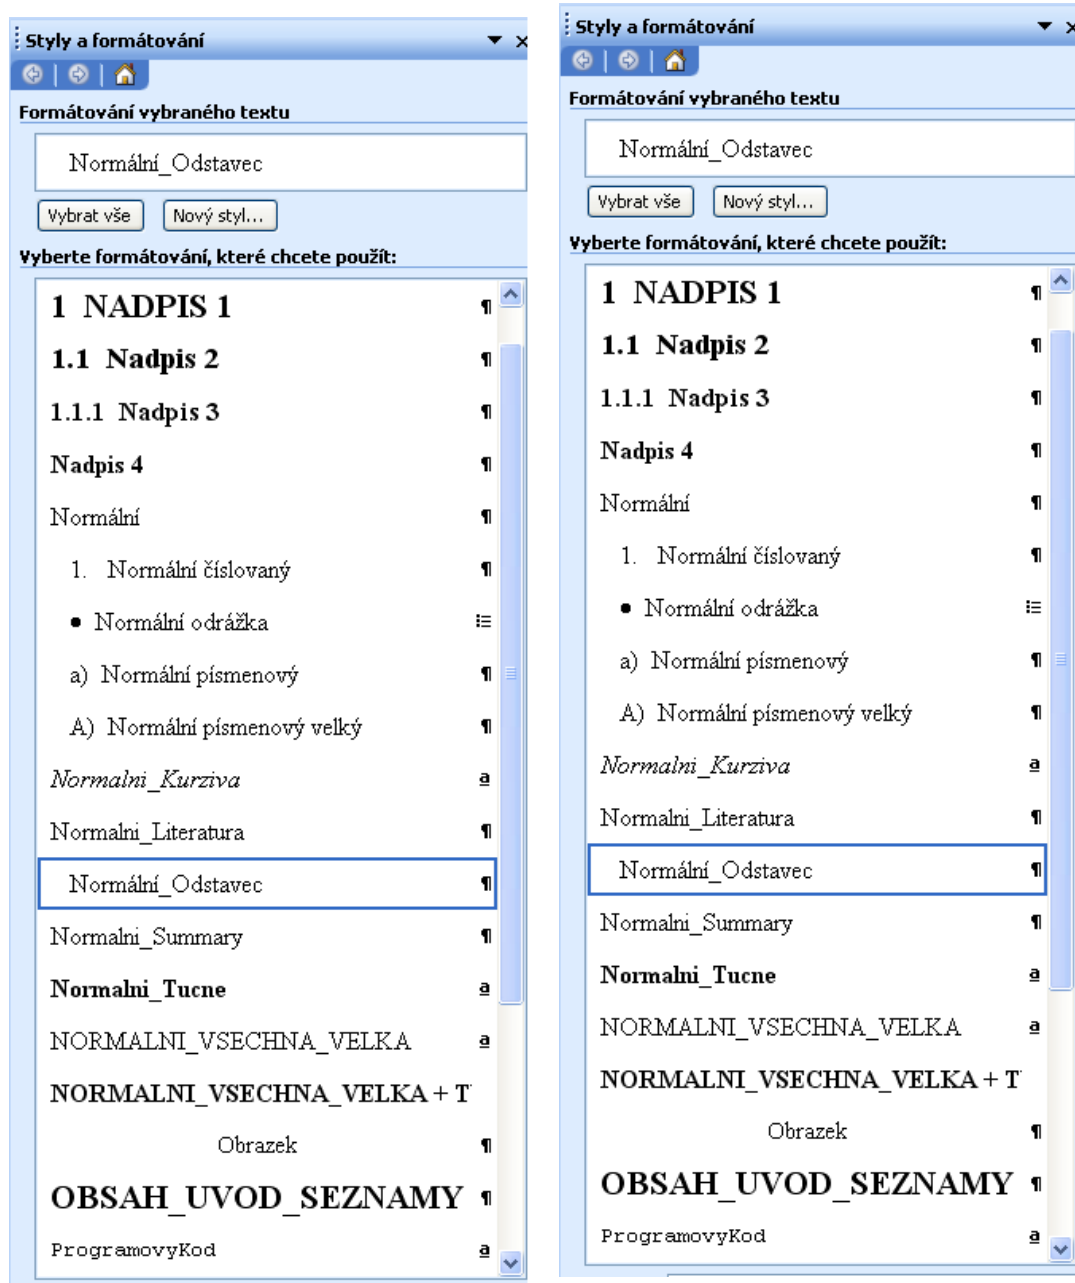 Styly a formátování
Formátování vybraného textu
Normální_Odstavec
Vybrat vše
Nový styl...
Vyberte formátování, které chcete použít:
1 NADPIS 1 ¶
1.1 Nadpis 2 ¶
1.1.1 Nadpis 3 ¶
Nadpis 4 ¶
Normální ¶
1. Normální číslovaný ¶
• Normální odrážka
a) Normální písmenový ¶
A) Normální písmenový velký ¶
Normalni_Kurziva a
Normalni_Literatura ¶
Normální_Odstavec ¶
Normalni_Summary ¶
Normalni_Tucne a
NORMALNI_VSECHNA_VELKA a
NORMALNI_VSECHNA_VELKA + T
Obrazek ¶
OBSAH_UVOD_SEZNAMY ¶
ProgramovyKod a
Styly a formátování
Formátování vybraného textu
Normální_Odstavec
Vybrat vše
Nový styl...
Vyberte formátování, které chcete použít:
1 NADPIS 1 ¶
1.1 Nadpis 2 ¶
1.1.1 Nadpis 3 ¶
Nadpis 4 ¶
Normální ¶
1. Normální číslovaný ¶
• Normální odrážka
a) Normální písmenový ¶
A) Normální písmenový velký ¶
Normalni_Kurziva a
Normalni_Literatura ¶
Normální_Odstavec ¶
Normalni_Summary ¶
Normalni_Tucne a
NORMALNI_VSECHNA_VELKA a
NORMALNI_VSECHNA_VELKA + T
Obrazek ¶
OBSAH_UVOD_SEZNAMY ¶
ProgramovyKod a